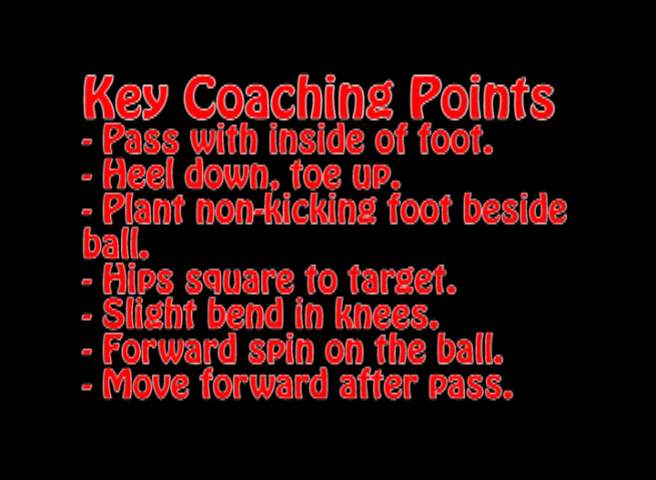 Key Coaching Points
- Pass with inside of foot.
- Heel down, toe up.
- Plant non-kicking foot beside
ball.
- Hips square to target.
- Slight bend in knees.
- Forward spin on the ball.
- Move forward after pass.